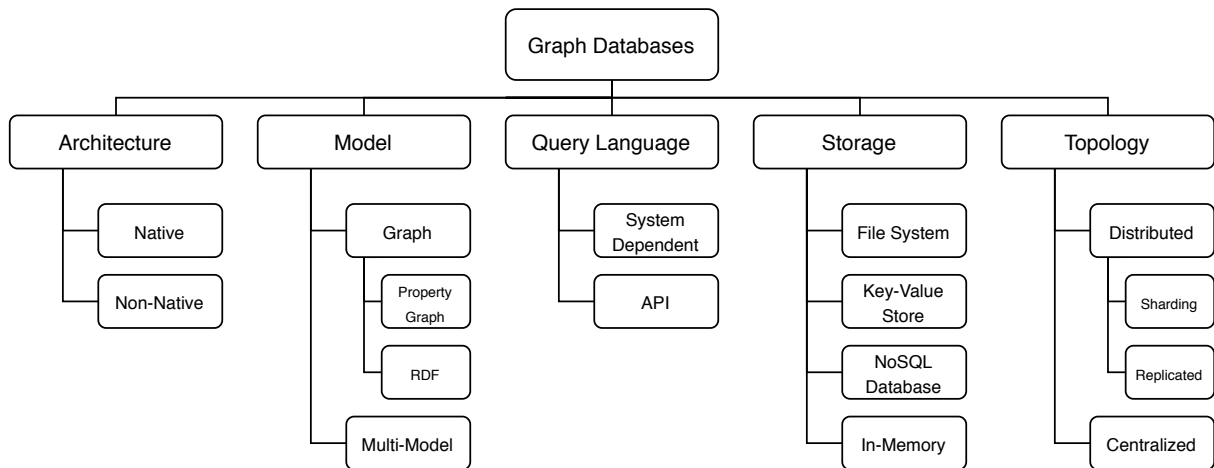 Graph Databases
Architecture
Model
Query Language
Storage
Topology
Native
Non-Native
Graph
Property
Graph
RDF
Multi-Model
System
Dependent
API
File System
Key-Value
Store
NoSQL
Database
In-Memory
Distributed
Sharding
Replicated
Centralized